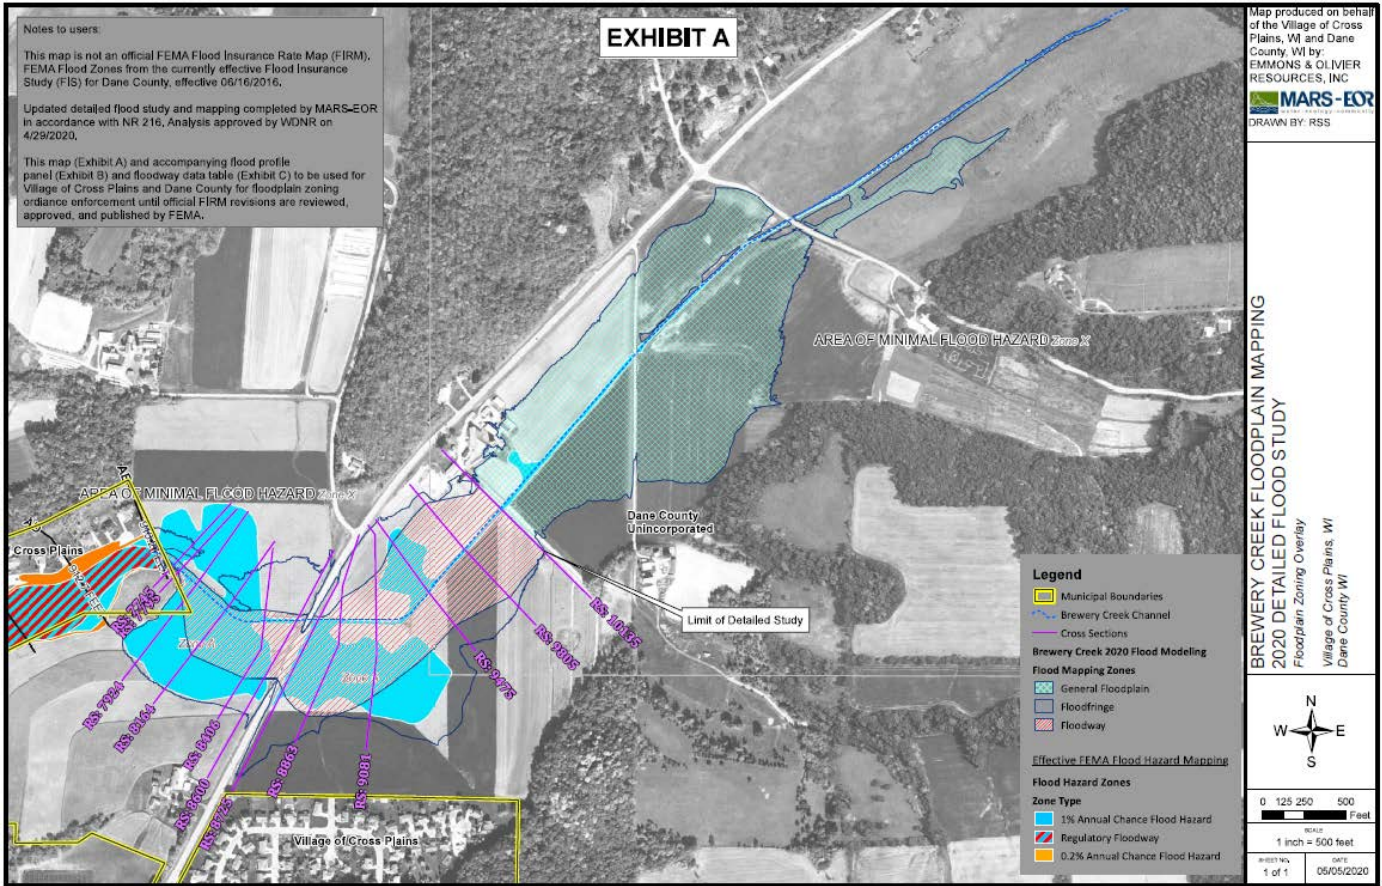 EXHIBIT A
Notes to users:
This map is not an official FEMA Flood Insurance Rate Map (FIRM).
FEMA Flood Zones from the currently effective Flood Insurance
Study (FIS) for Dane County, effective 06/16/2016.
Updated detailed flood study and mapping completed by MARS-EOR
in accordance with NR 216. Analysis approved by WDNR on
4/29/2020.
This map (Exhibit A) and accompanying flood profile
panel (Exhibit B) and floodway data table (Exhibit C) to be used for
Village of Cross Plains and Dane County for floodplain zoning
ordiance enforcement until official FIRM revisions are reviewed,
approved, and published by FEMA.
AREA OF MINIMAL FLOOD HAZARD Zone X
AREA OF MINIMAL FLOOD HAZARD Zone X
Cross Plains
Dane County
Unincorporated
Limit of Detailed Study
Zone A
Zone A
RS: 7924
RS: 8164
RS: 8406
RS: 8600
RS: 8725
RS: 8863
RS: 9081
RS: 9475
RS: 9805
RS: 10435
Village of Cross Plains
Legend
Municipal Boundaries
Brewery Creek Channel
Cross Sections
Brewery Creek 2020 Flood Modeling
Flood Mapping Zones
General Floodplain
Floodfringe
Floodway
Effective FEMA Flood Hazard Mapping
Flood Hazard Zones
Zone Type
1% Annual Chance Flood Hazard
Regulatory Floodway
0.2% Annual Chance Flood Hazard
Map produced on behalf
of the Village of Cross
Plains, WI and Dane
County, WI by:
EMMONS & OLIVIER
RESOURCES, INC
MARS-EOR
DRAWN BY: RSS
BREWERY CREEK FLOODPLAIN MAPPING
2020 DETAILED FLOOD STUDY
Floodplain Zoning Overlay
Village of Cross Plains, WI
Dane County WI
N
W E
S
0 125 250 500
Feet
SCALE
1 inch = 500 feet
SHEET NO.
1 of 1
DATE
05/05/2020